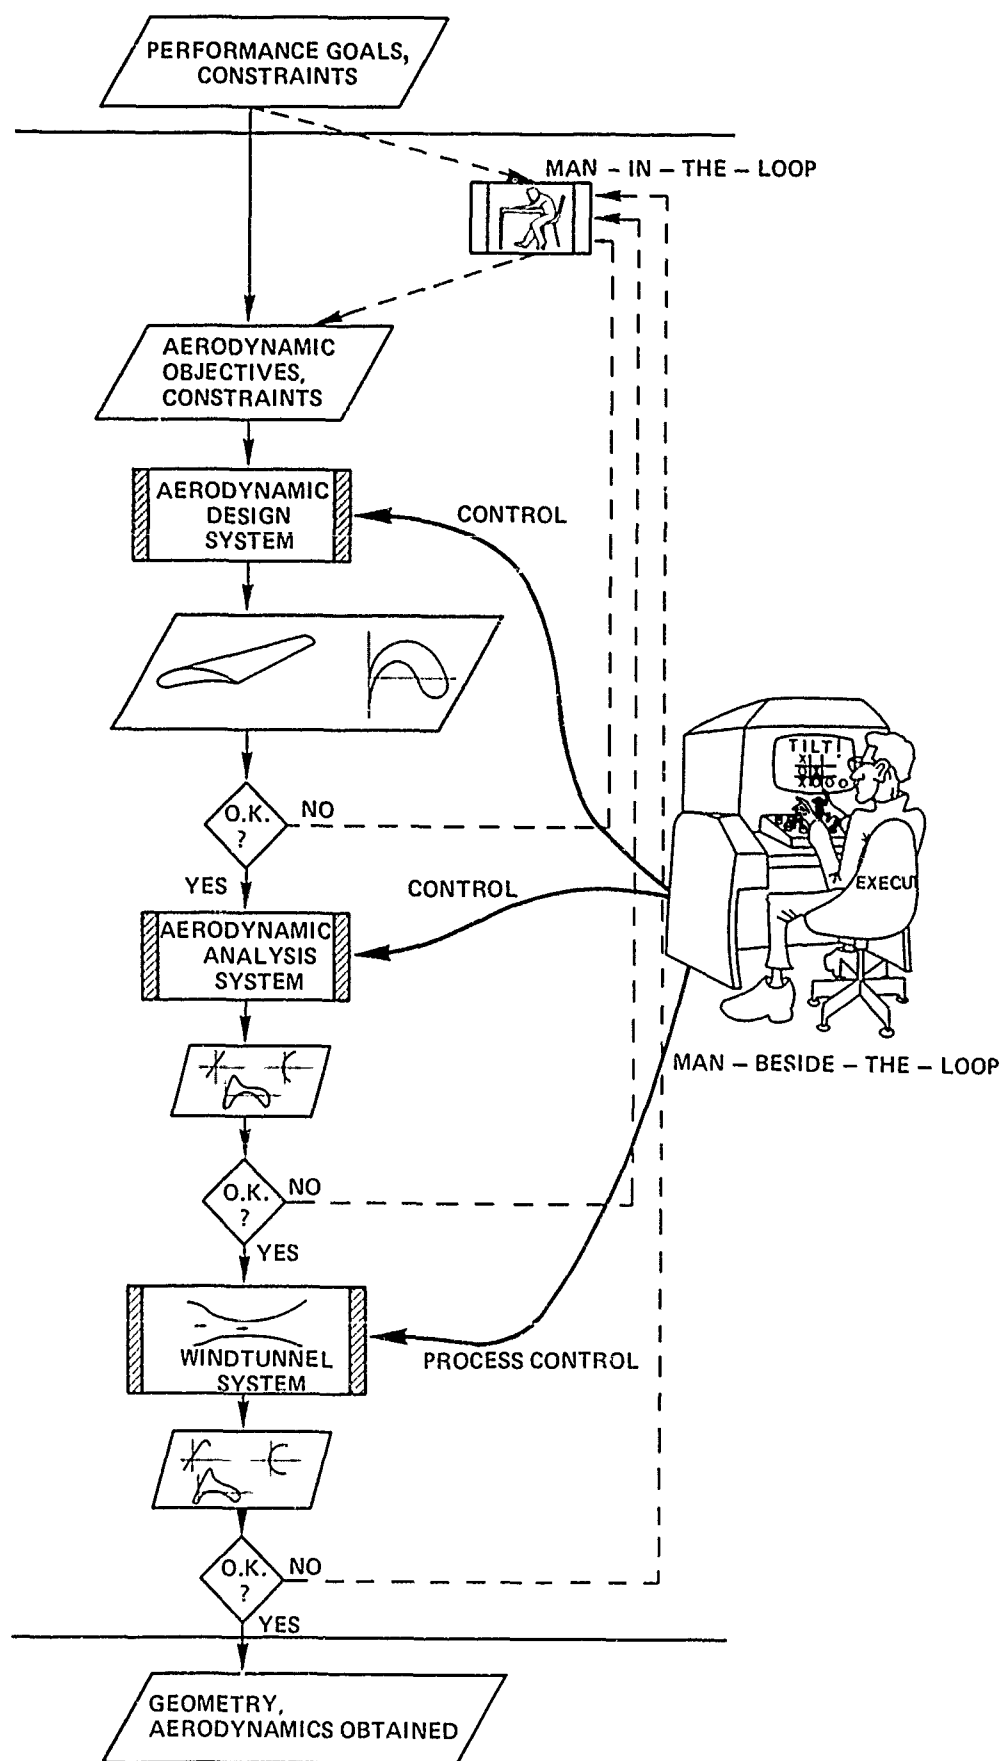 PERFORMANCE GOALS,
CONSTRAINTS
MAN – IN – THE – LOOP
AERODYNAMIC
OBJECTIVES,
CONSTRAINTS
AERODYNAMIC
DESIGN
SYSTEM
CONTROL
TILT!
O.K.
?
NO
YES
CONTROL
EXECUT
AERODYNAMIC
ANALYSIS
SYSTEM
MAN – BESIDE – THE – LOOP
O.K.
?
NO
YES
WINDTUNNEL
SYSTEM
PROCESS CONTROL
O.K.
?
NO
YES
GEOMETRY,
AERODYNAMICS OBTAINED